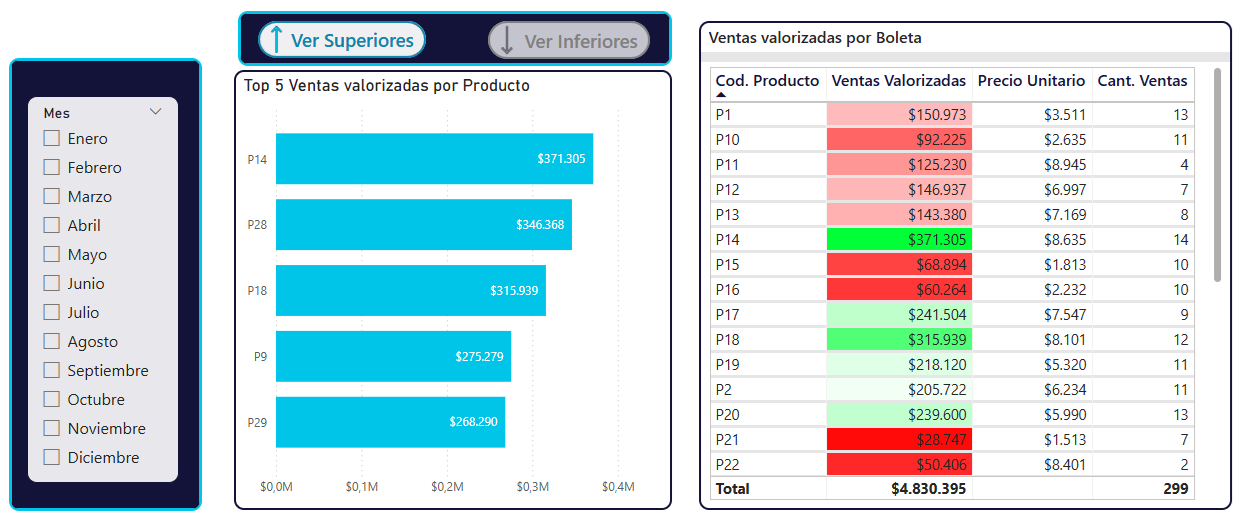 Mes
Enero
Febrero
Marzo
Abril
Mayo
Junio
Julio
Agosto
Septiembre
Octubre
Noviembre
Diciembre
Ver Superiores
Ver Inferiores
Top 5 Ventas valorizadas por Producto
P14 $371.305
P28 $346.368
P18 $315.939
P9 $275.279
P29 $268.290
$0,0M $0,1M $0,2M $0,3M $0,4M
Ventas valorizadas por Boleta
Cod. Producto Ventas Valorizadas Precio Unitario Cant. Ventas
P1 $150.973 $3.511 13
P10 $92.225 $2.635 11
P11 $125.230 $8.945 4
P12 $146.937 $6.997 7
P13 $143.380 $7.169 8
P14 $371.305 $8.635 14
P15 $68.894 $1.813 10
P16 $60.264 $2.232 10
P17 $241.504 $7.547 9
P18 $315.939 $8.101 12
P19 $218.120 $5.320 11
P2 $205.722 $6.234 11
P20 $239.600 $5.990 13
P21 $28.747 $1.513 7
P22 $50.406 $8.401 2
Total $4.830.395 299